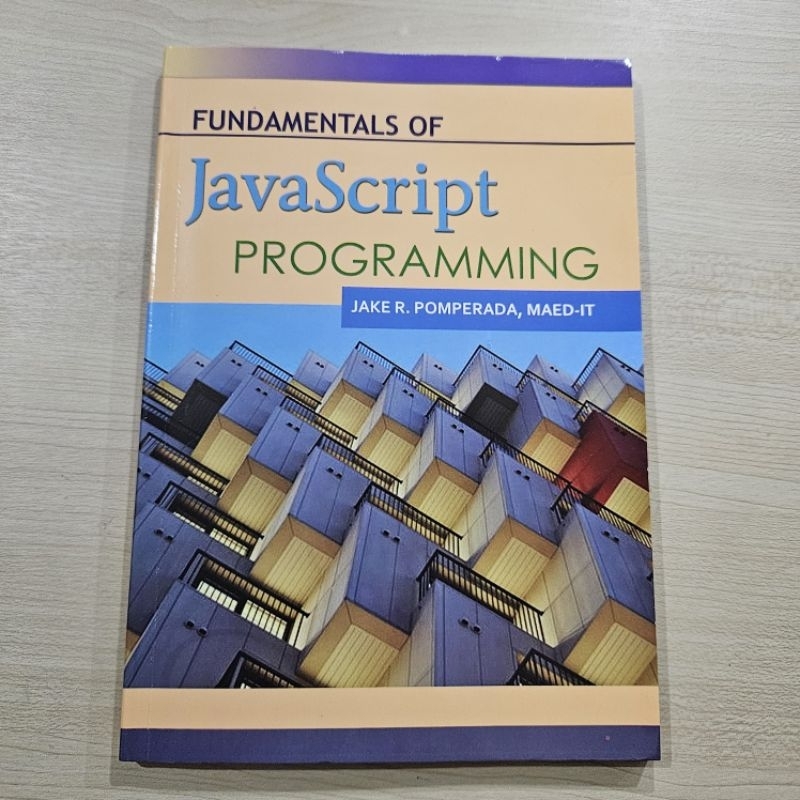 FUNDAMENTALS OF
JavaScript
PROGRAMMING
JAKE R. POMPERADA, MAED-IT